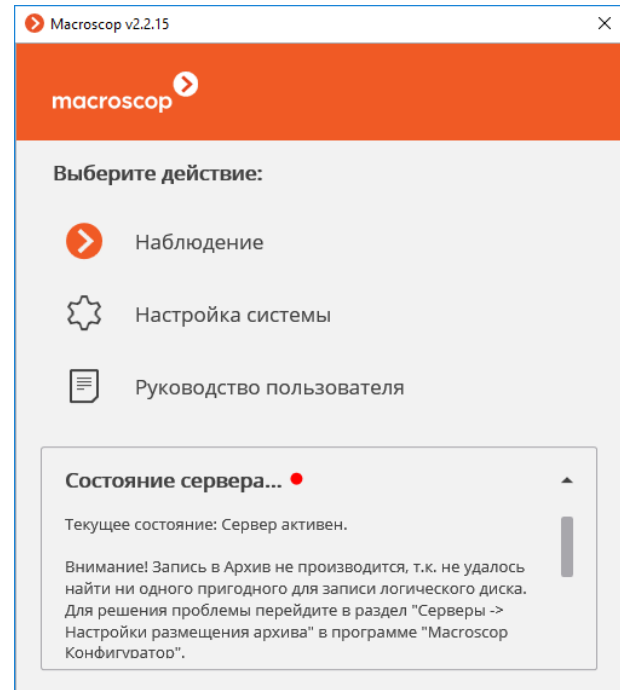 Macroscop v2.2.15
macroscop
Выберите действие:
Наблюдение
Настройка системы
Руководство пользователя
Состояние сервера...
Текущее состояние: Сервер активен.
Внимание! Запись в Архив не производится, т.к. не удалось
найти ни одного пригодного для записи логического диска.
Для решения проблемы перейдите в раздел "Серверы ->
Настройки размещения архива" в программе "Macroscop
Конфигуратор".